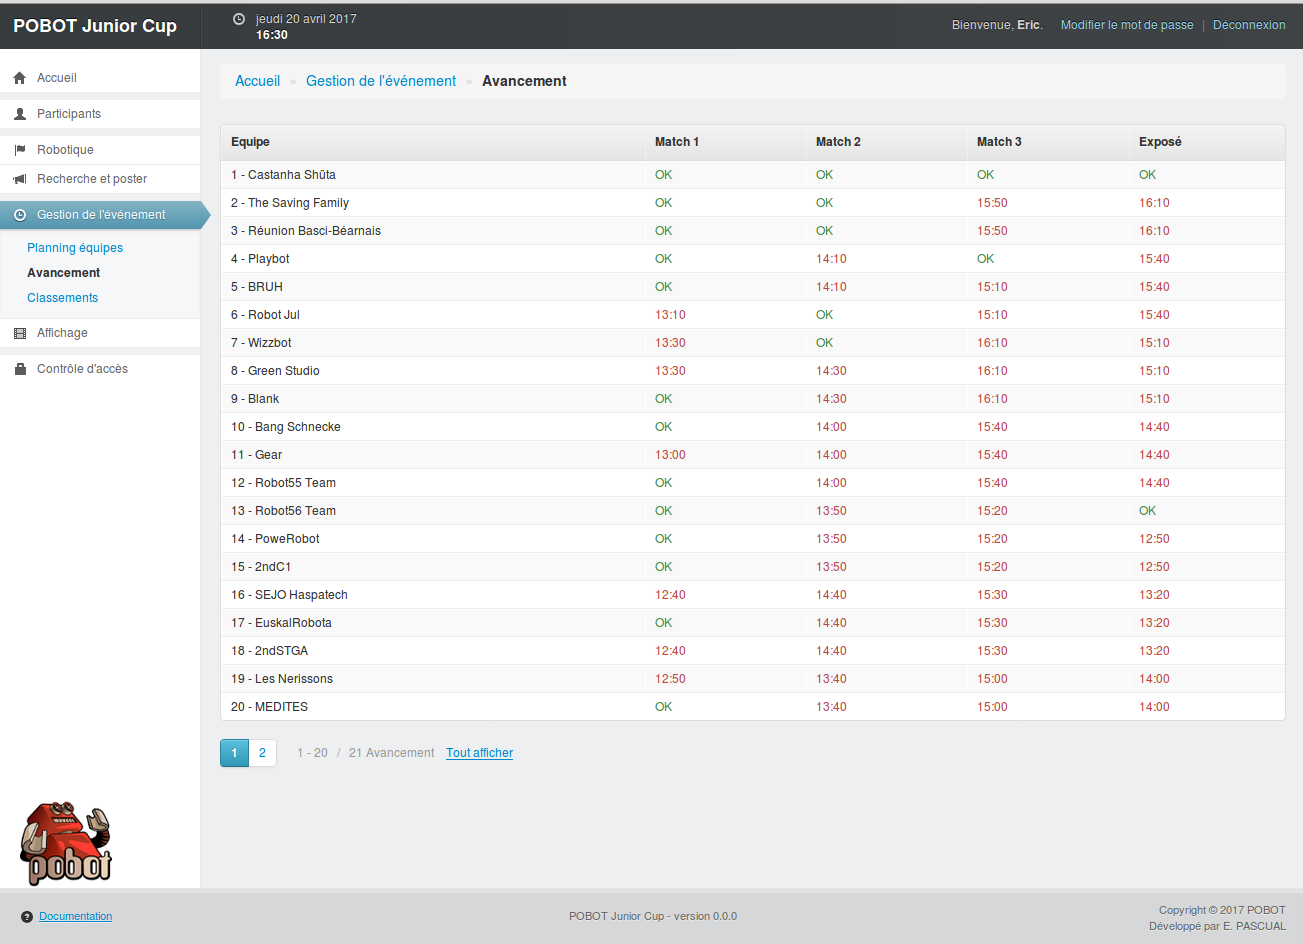 POBOT Junior Cup
jeudi 20 avril 2017
16:30
Bienvenue, Eric. Modifier le mot de passe | Déconnexion
Accueil
Participants
Robotique
Recherche et poster
Gestion de l'événement
Planning équipes
Avancement
Classements
Affichage
Contrôle d'accès
Accueil » Gestion de l'événement » Avancement
Equipe Match 1 Match 2 Match 3 Exposé
1 - Castanha Shûta OK OK OK OK
2 - The Saving Family OK OK 15:50 16:10
3 - Réunion Basci-Béarnais OK OK 15:50 16:10
4 - Playbot OK 14:10 OK 15:40
5 - BRUH OK 14:10 15:10 15:40
6 - Robot Jul 13:10 OK 15:10 15:40
7 - Wizzbot 13:30 OK 16:10 15:10
8 - Green Studio 13:30 14:30 16:10 15:10
9 - Blank OK 14:30 16:10 15:10
10 - Bang Schnecke OK 14:00 15:40 14:40
11 - Gear 13:00 14:00 15:40 14:40
12 - Robot55 Team OK 14:00 15:40 14:40
13 - Robot56 Team OK 13:50 15:20 OK
14 - PoweRobot OK 13:50 15:20 12:50
15 - 2ndC1 OK 13:50 15:20 12:50
16 - SEJO Haspatech 12:40 14:40 15:30 13:20
17 - EuskalRobota OK 14:40 15:30 13:20
18 - 2ndSTGA 12:40 14:40 15:30 13:20
19 - Les Nerissons 12:50 13:40 15:00 14:00
20 - MEDITES OK 13:40 15:00 14:00
1 2 1 - 20 / 21 Avancement Tout afficher
pobot
Documentation
POBOT Junior Cup - version 0.0.0
Copyright © 2017 POBOT
Développé par E. PASCUAL